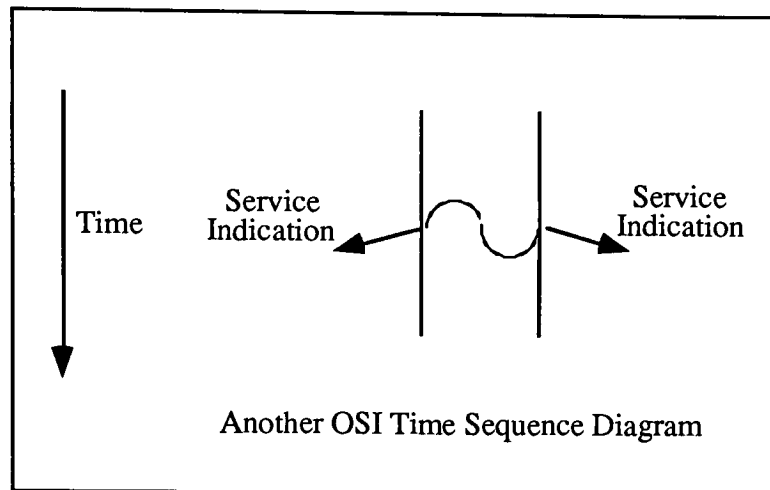 Time
Service
Indication
Service
Indication
Another OSI Time Sequence Diagram